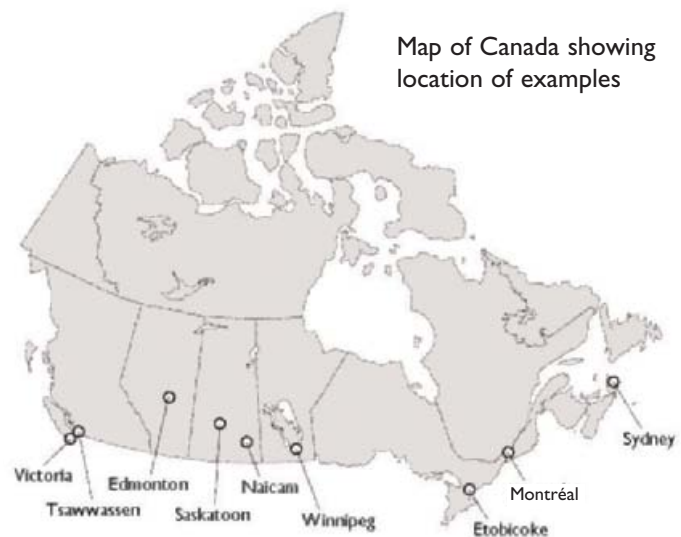 Map of Canada showing
location of examples
Victoria
Tsawwassen
Edmonton
Saskatoon
Naicam
Winnipeg
Etobicoke
Montréal
Sydney